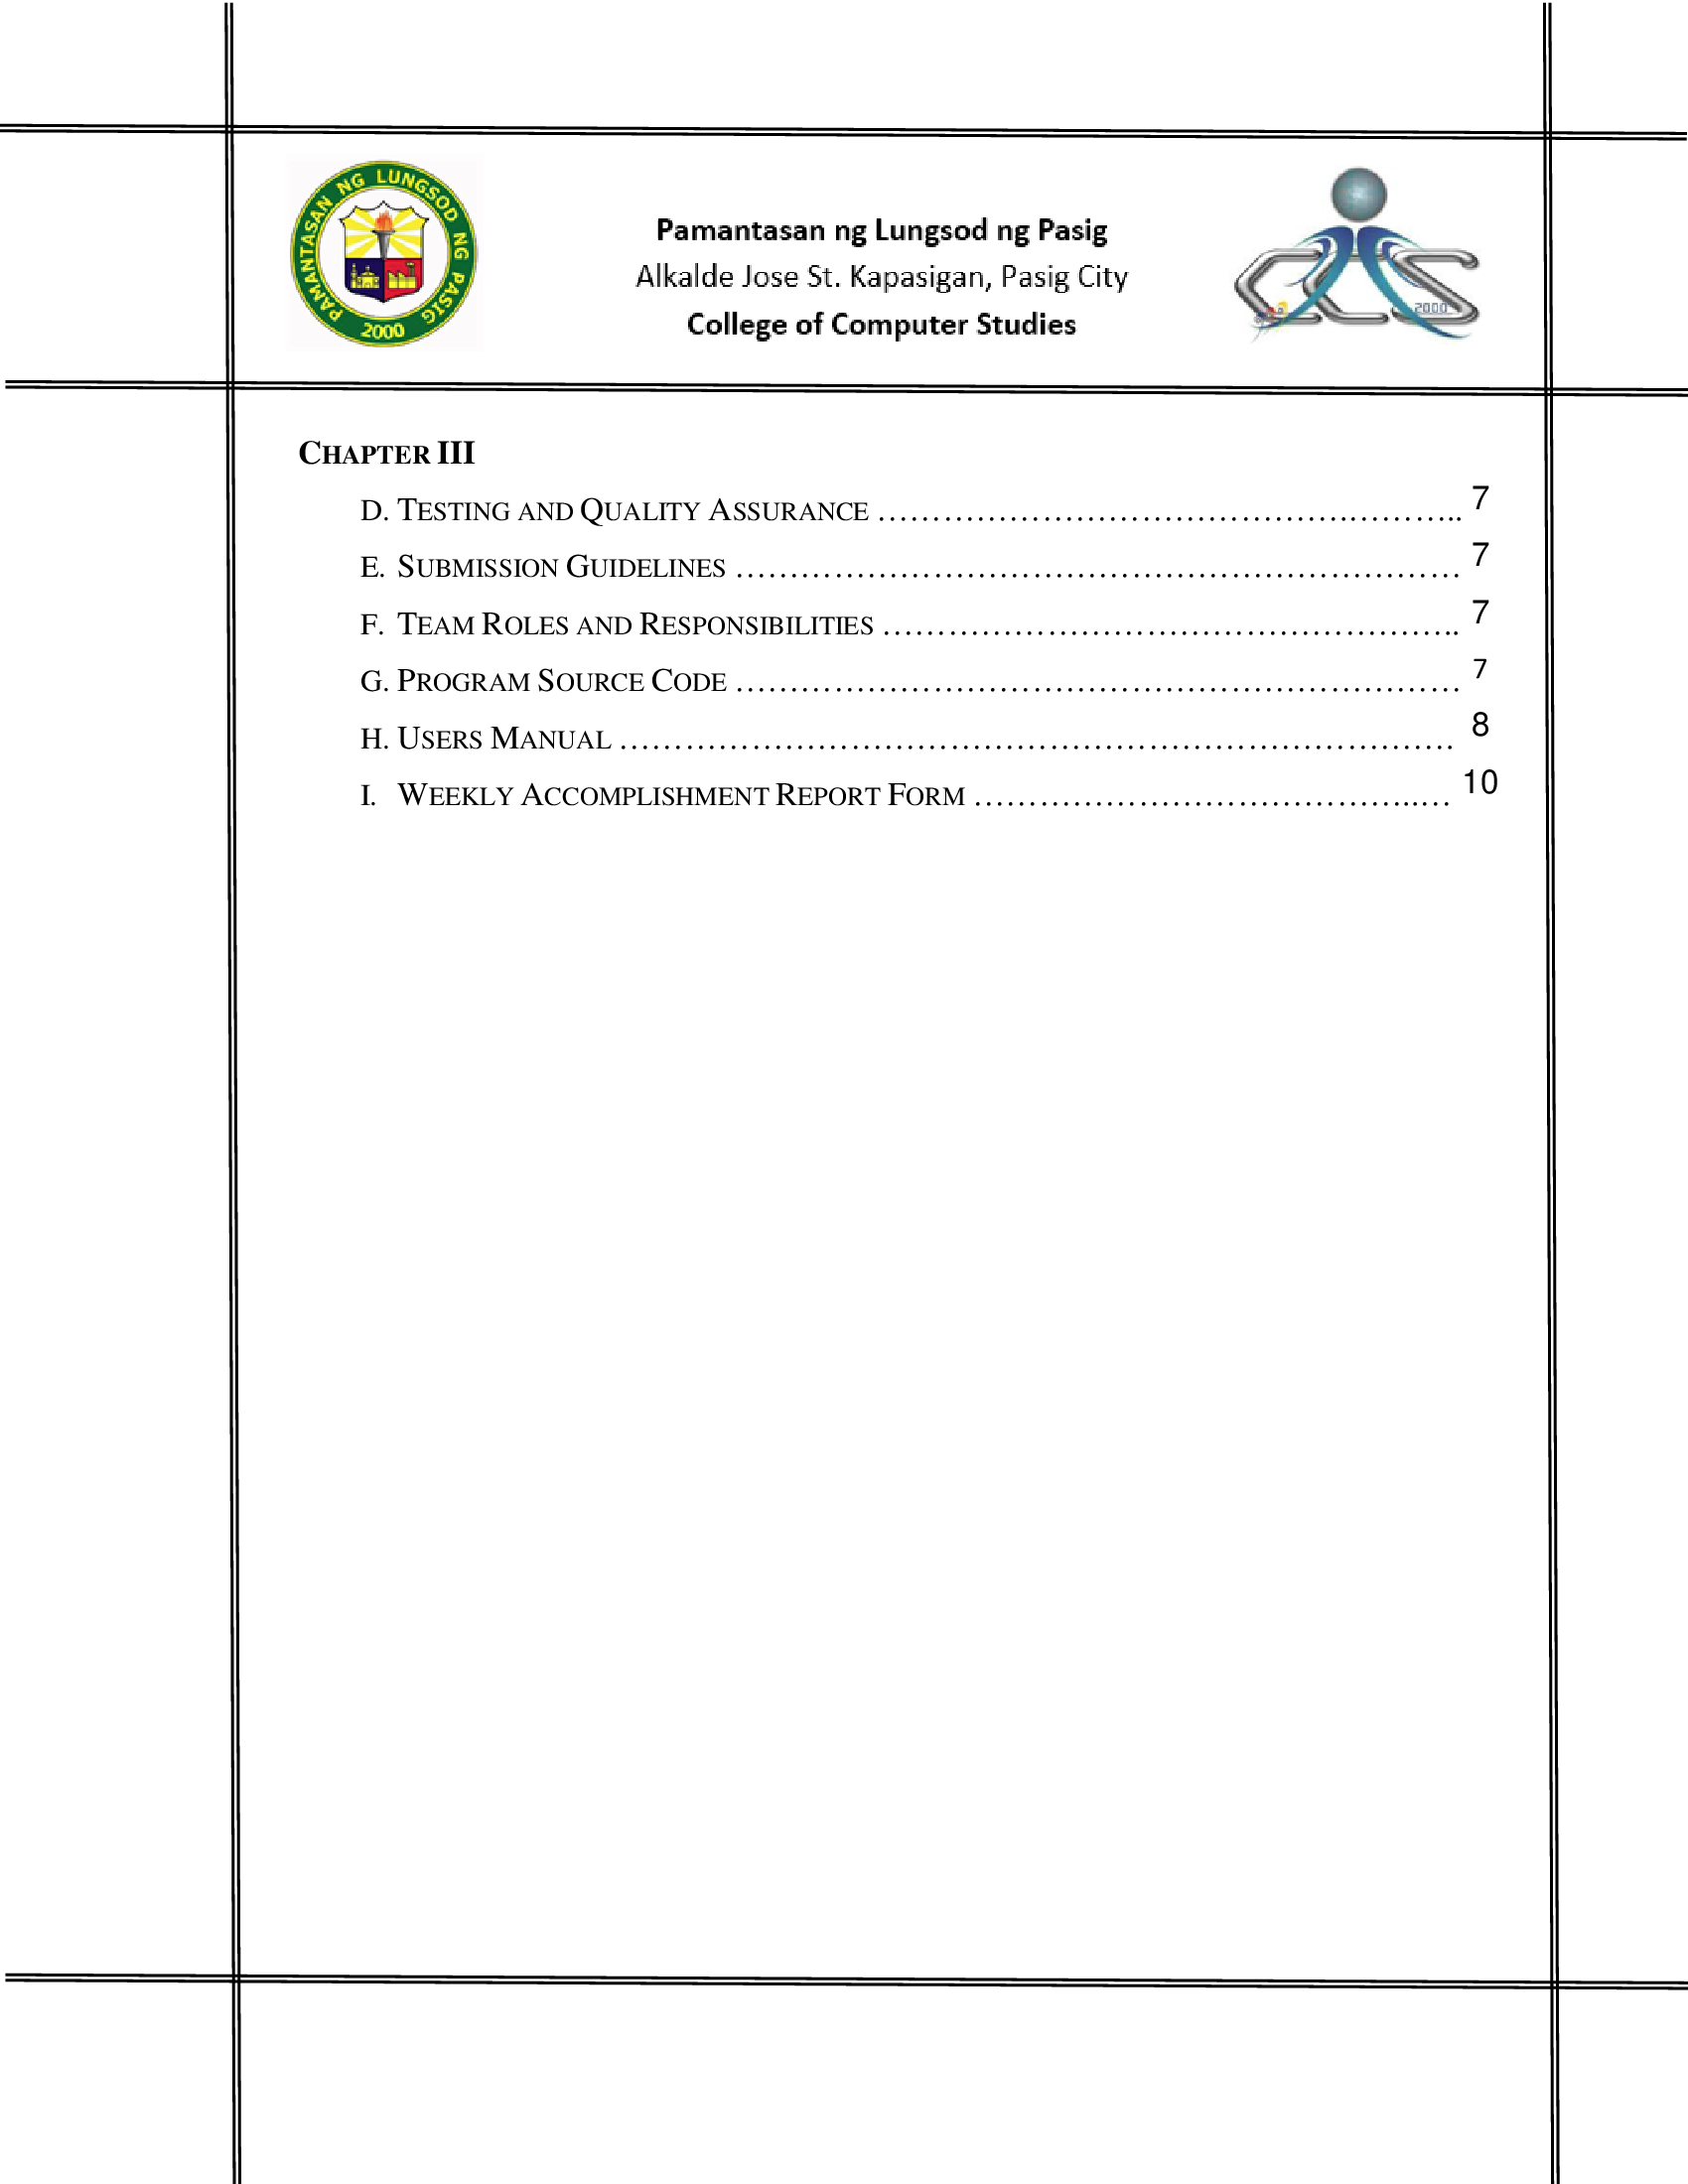 PAMANTASAN NG LUNGSOD NG PASIG
2000
Pamantasan ng Lungsod ng Pasig
Alkalde Jose St. Kapasigan, Pasig City
College of Computer Studies
CCS
2000
CHAPTER III
D. TESTING AND QUALITY ASSURANCE ……………………………………….……….. 7
E. SUBMISSION GUIDELINES ………………………………………………………… 7
F. TEAM ROLES AND RESPONSIBILITIES …………………………………………….. 7
G. PROGRAM SOURCE CODE ………………………………………………………… 7
H. USERS MANUAL …………………………………………………………………. 8
I. WEEKLY ACCOMPLISHMENT REPORT FORM …………………………………..… 10